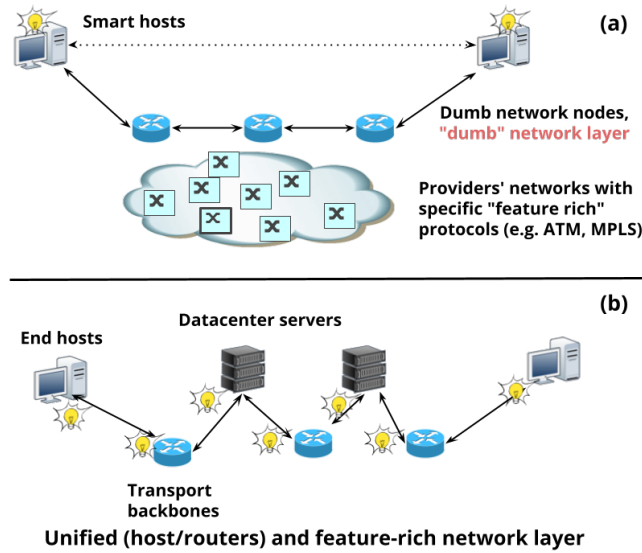 Smart hosts
(a)
Dumb network nodes,
"dumb" network layer
Providers' networks with
specific "feature rich"
protocols (e.g. ATM, MPLS)
(b)
Datacenter servers
End hosts
Transport
backbones
Unified (host/routers) and feature-rich network layer